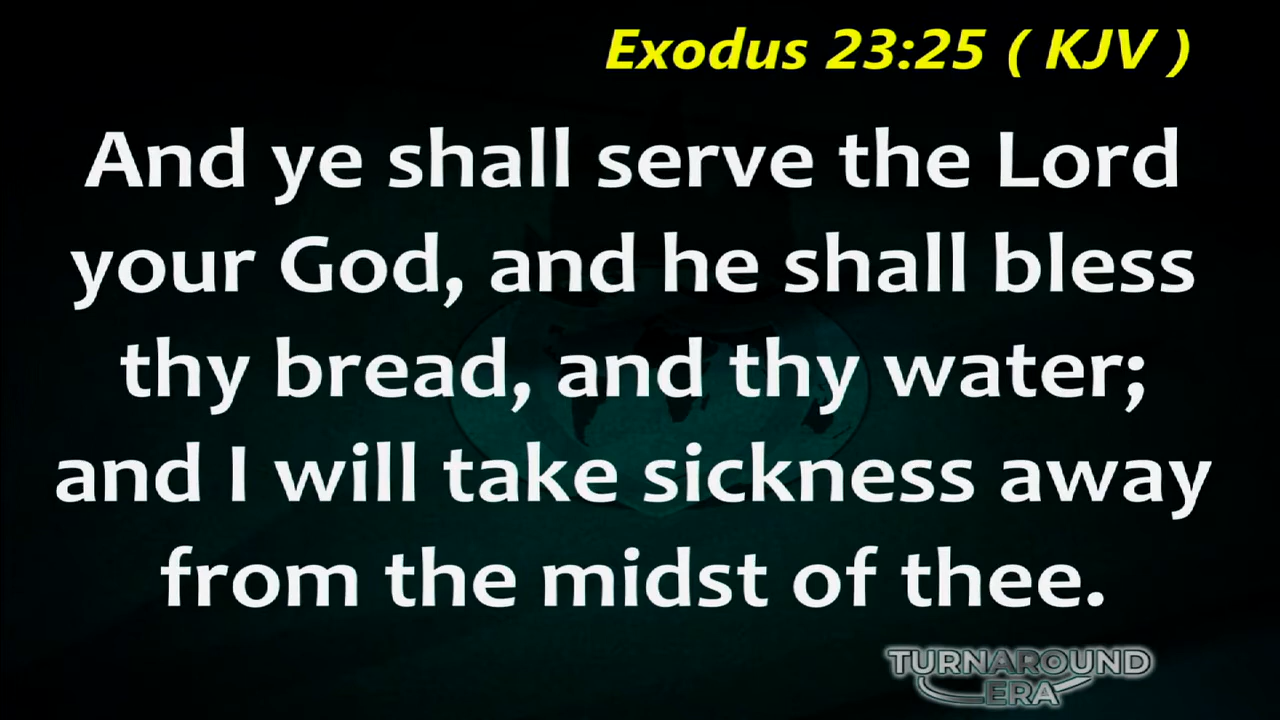 Exodus 23:25 ( KJV )
And ye shall serve the Lord
your God, and he shall bless
thy bread, and thy water;
and I will take sickness away
from the midst of thee.
TURNAROUND
ERA